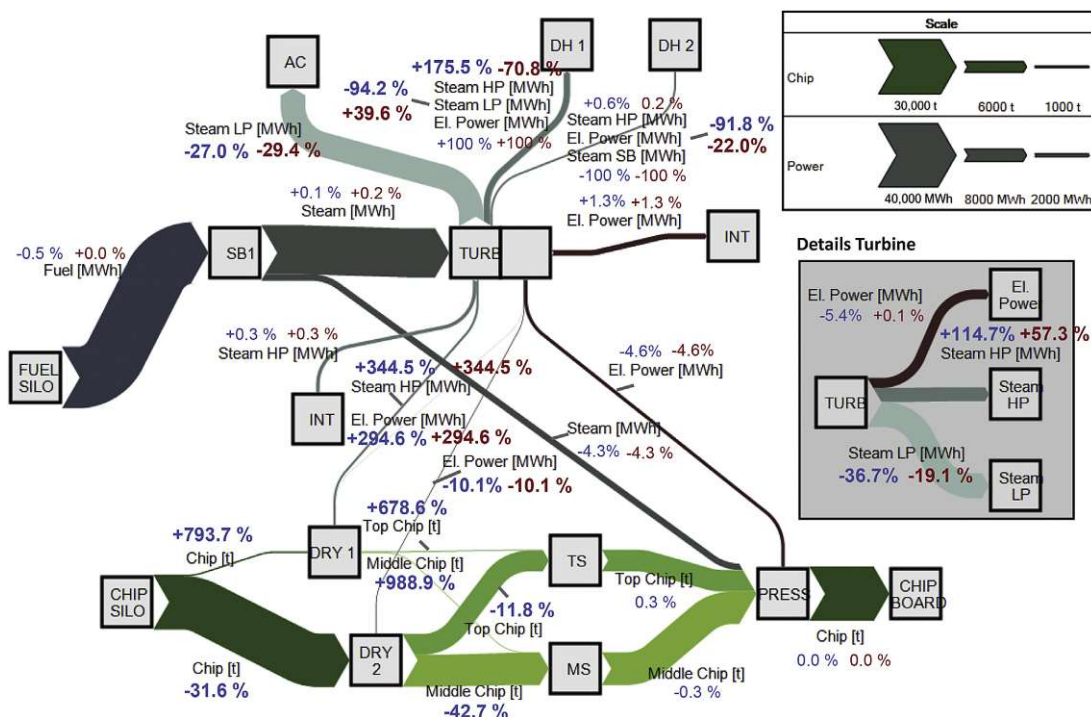 AC
DH 1
DH 2
+175.5 % -70.8 %
Steam HP [MWh]
-94.2 %
Steam LP [MWh]
+39.6 %
El. Power [MWh]
+100 % +100 %
+0.6% 0.2 %
Steam HP [MWh]
El. Power [MWh]
Steam SB [MWh]
-91.8 %
-22.0%
-100 % -100 %
Steam LP [MWh]
-27.0 % -29.4 %
+0.1 % +0.2 %
Steam [MWh]
+1.3% +1.3 %
El. Power [MWh]
-0.5 % +0.0 %
Fuel [MWh]
SB1
TURB
INT
FUEL
SILO
+0.3 % +0.3 %
Steam HP [MWh]
+344.5 % +344.5 %
Steam HP [MWh]
INT
El. Power [MWh]
+294.6 % +294.6 %
-4.6% -4.6%
El. Power [MWh]
Steam [MWh]
-4.3% -4.3 %
El. Power [MWh]
-10.1% -10.1 %
+678.6 %
Top Chip [t]
+793.7 %
Chip [t]
DRY 1
Middle Chip [t]
+988.9 %
TS
-11.8 %
Top Chip [t]
Top Chip [t]
0.3 %
CHIP
SILO
PRESS
CHIP
BOARD
Chip [t]
0.0 % 0.0 %
Chip [t]
-31.6 %
DRY
2
MS
Middle Chip [t]
-42.7 %
Middle Chip [t]
-0.3 %
Scale
Chip
30,000 t 6000 t 1000 t
Power
40,000 MWh 8000 MWh 2000 MWh
Details Turbine
El. Power [MWh]
-5.4% +0.1 %
El.
Power
+114.7% +57.3 %
Steam HP [MWh]
TURB
Steam
HP
Steam LP [MWh]
-36.7% -19.1 %
Steam
LP